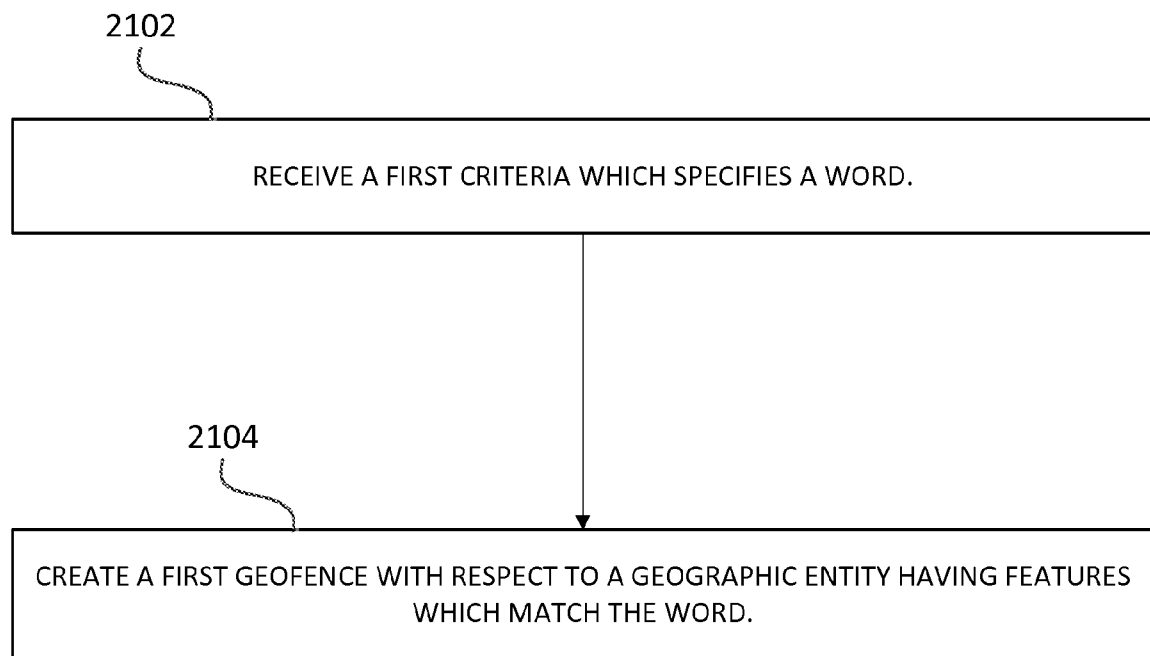 2102
RECEIVE A FIRST CRITERIA WHICH SPECIFIES A WORD.
2104
CREATE A FIRST GEOFENCE WITH RESPECT TO A GEOGRAPHIC ENTITY HAVING FEATURES
WHICH MATCH THE WORD.